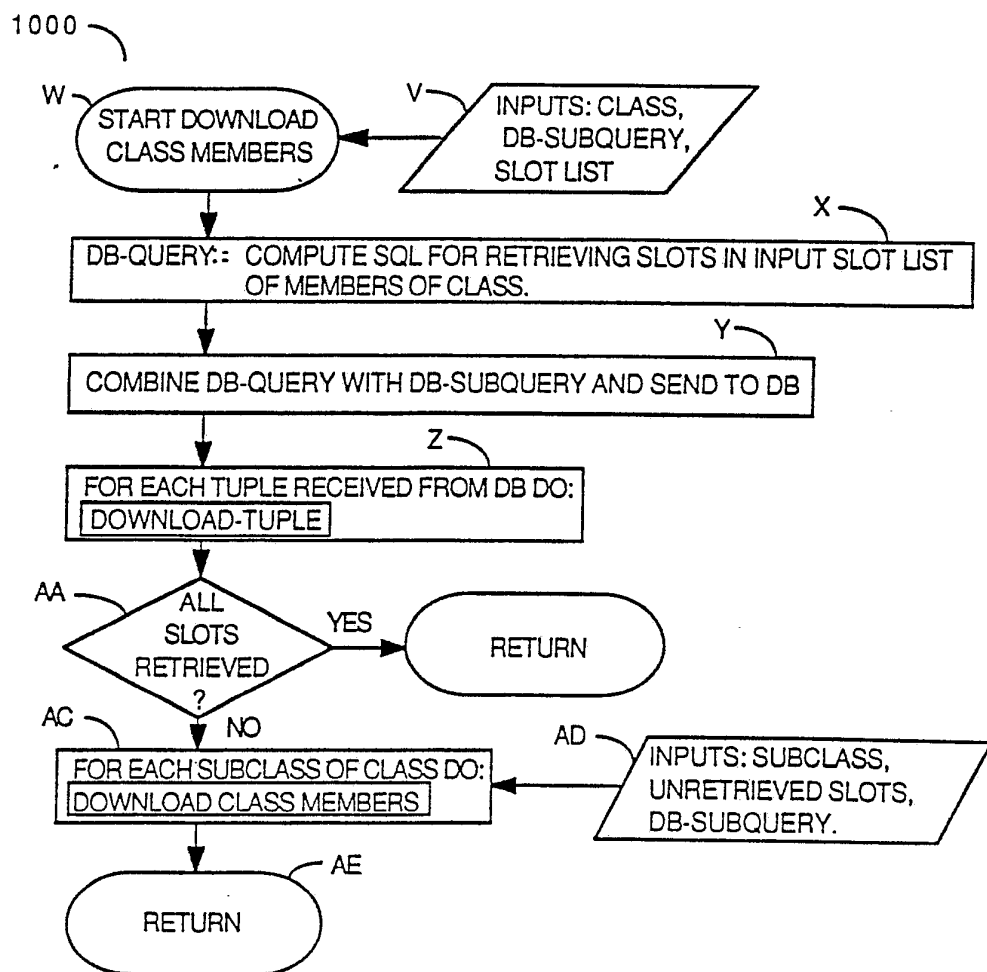 1000
W
START DOWNLOAD
CLASS MEMBERS
V
INPUTS: CLASS,
DB-SUBQUERY,
SLOT LIST
X
DB-QUERY:: COMPUTE SQL FOR RETRIEVING SLOTS IN INPUT SLOT LIST
OF MEMBERS OF CLASS.
Y
COMBINE DB-QUERY WITH DB-SUBQUERY AND SEND TO DB
Z
FOR EACH TUPLE RECEIVED FROM DB DO:
DOWNLOAD-TUPLE
AA
ALL
SLOTS
RETRIEVED
?
YES
RETURN
NO
AC
FOR EACH SUBCLASS OF CLASS DO:
DOWNLOAD CLASS MEMBERS
AD
INPUTS: SUBCLASS,
UNRETRIEVED SLOTS,
DB-SUBQUERY.
AE
RETURN